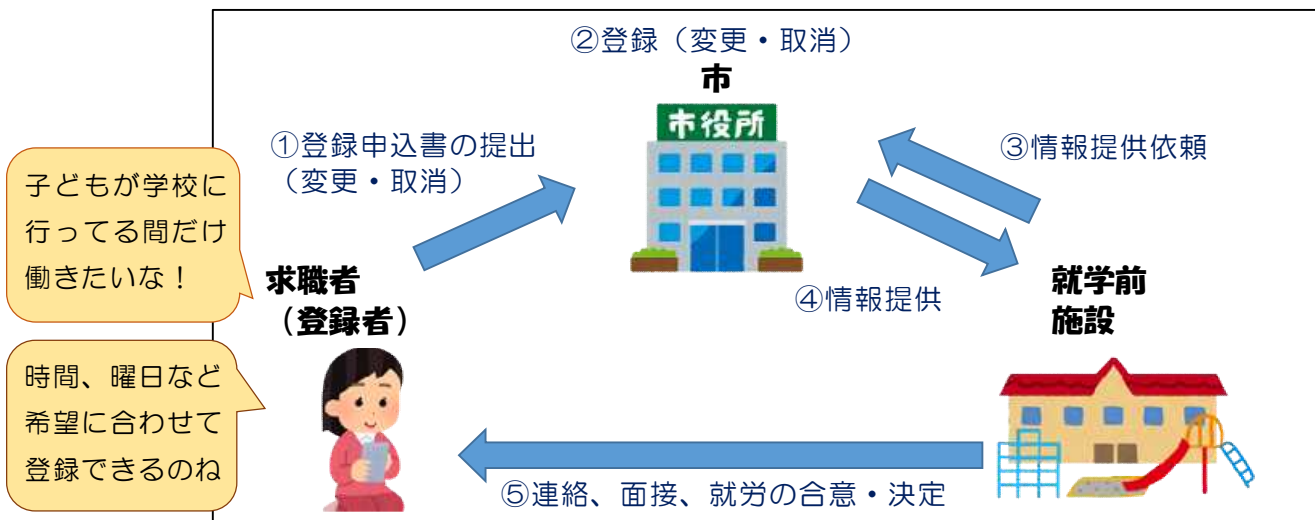 ②登録（変更・取消）
市
市役所
①登録申込書の提出
（変更・取消）
③情報提供依頼
子どもが学校に
行ってる間だけ
働きたいな！
求職者
（登録者）
④情報提供
就学前
施設
時間、曜日など
希望に合わせて
登録できるのね
⑤連絡、面接、就労の合意・決定